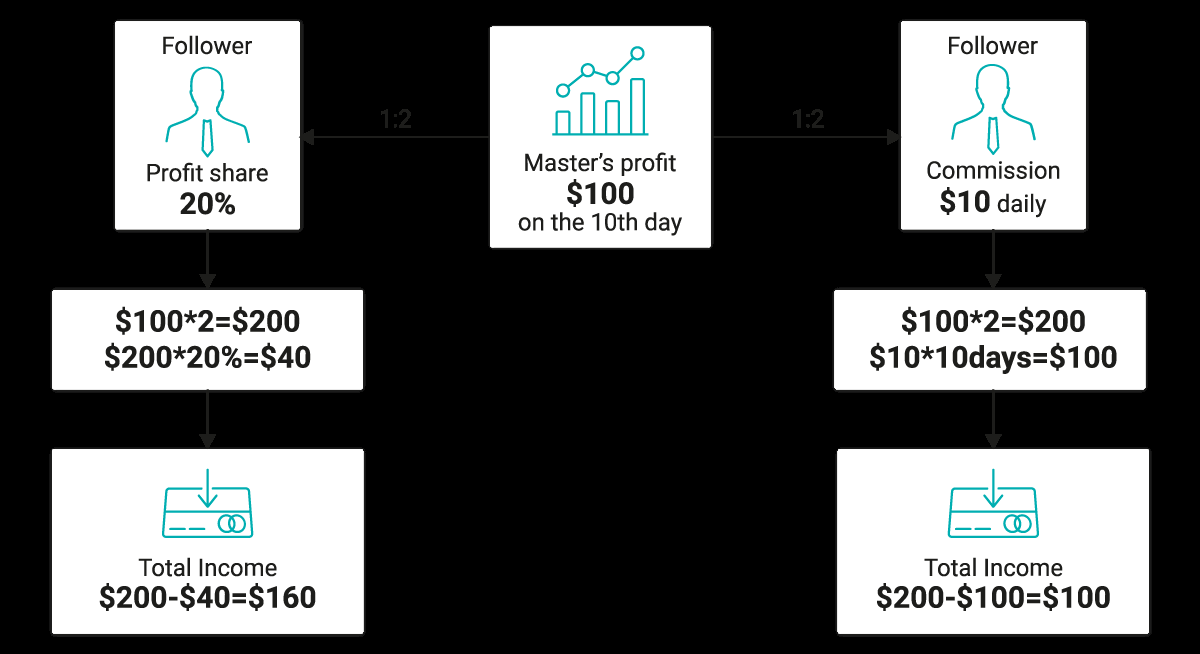 Follower
Profit share
20%
1:2
Master's profit
$100
on the 10th day
1:2
Follower
Commission
$10 daily
$100*2=$200
$200*20%=$40
$100*2=$200
$10*10days=$100
Total Income
$200-$40=$160
Total Income
$200-$100=$100